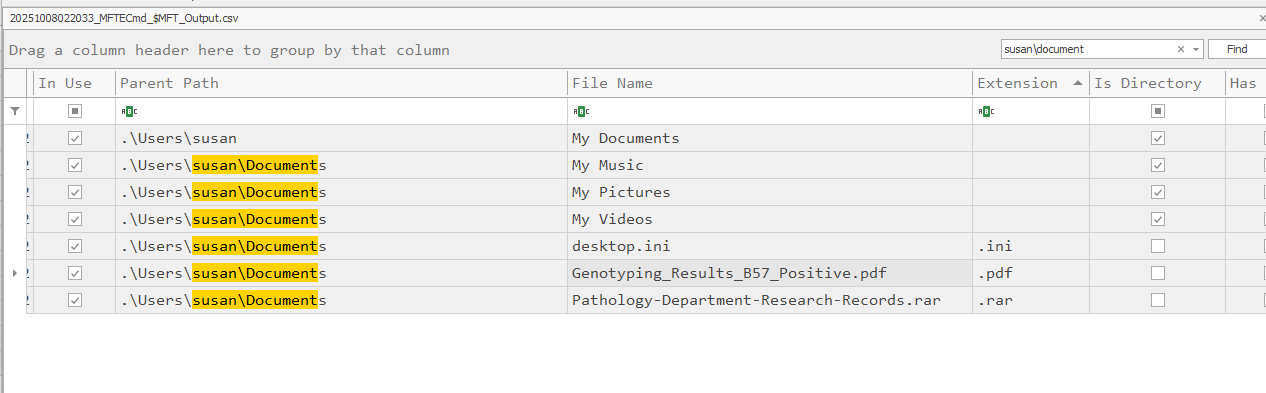 20251008022033_MFTECmd_$MFT_Output.csv
Drag a column header here to group by that column
susan\document
Find
In Use Parent Path File Name Extension Is Directory Has
.\Users\susan My Documents
.\Users\susan\Documents My Music
.\Users\susan\Documents My Pictures
.\Users\susan\Documents My Videos
.\Users\susan\Documents desktop.ini .ini
.\Users\susan\Documents Genotyping_Results_B57_Positive.pdf .pdf
.\Users\susan\Documents Pathology-Department-Research-Records.rar .rar